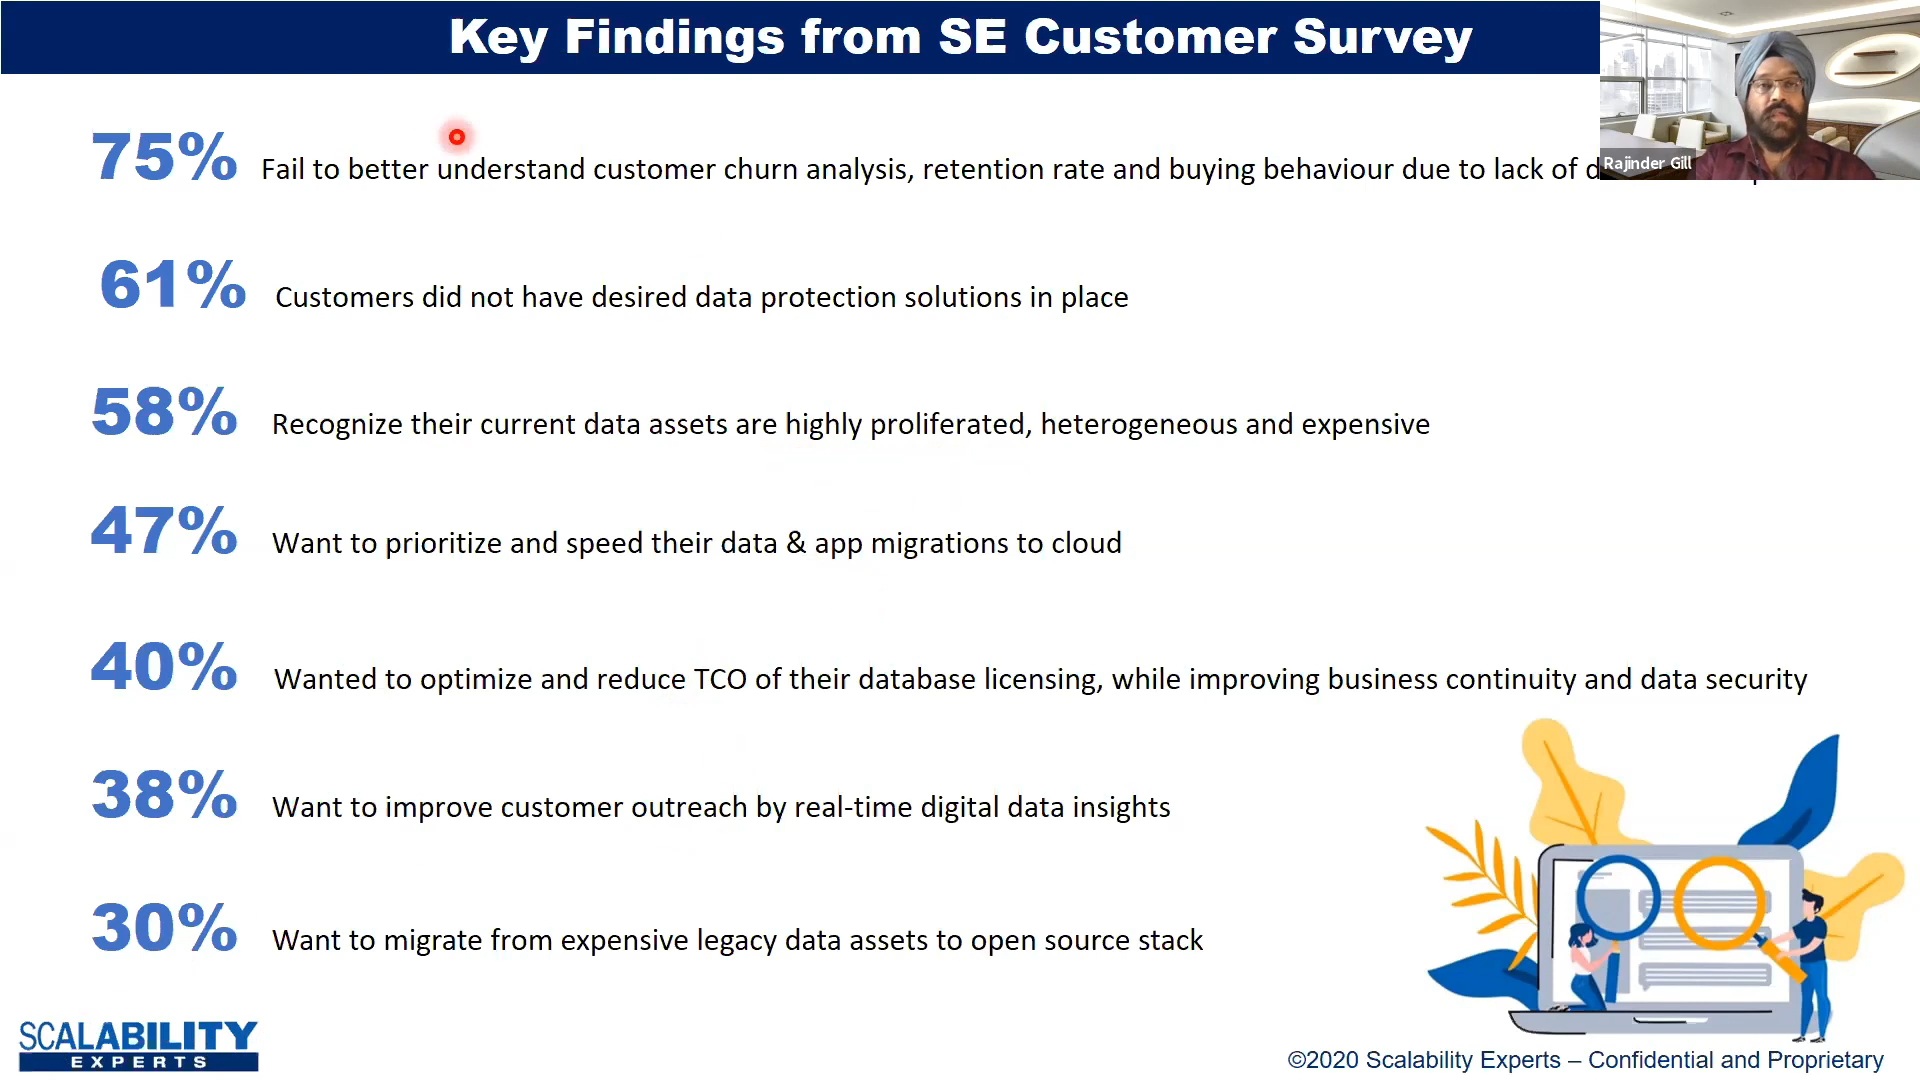 Key Findings from SE Customer Survey
Rajinder Gill
75% Fail to better understand customer churn analysis, retention rate and buying behaviour due to lack of
61% Customers did not have desired data protection solutions in place
58% Recognize their current data assets are highly proliferated, heterogeneous and expensive
47% Want to prioritize and speed their data & app migrations to cloud
40% Wanted to optimize and reduce TCO of their database licensing, while improving business continuity and data security
38% Want to improve customer outreach by real-time digital data insights
30% Want to migrate from expensive legacy data assets to open source stack
SCALABILITY
EXPERTS
©2020 Scalability Experts – Confidential and Proprietary